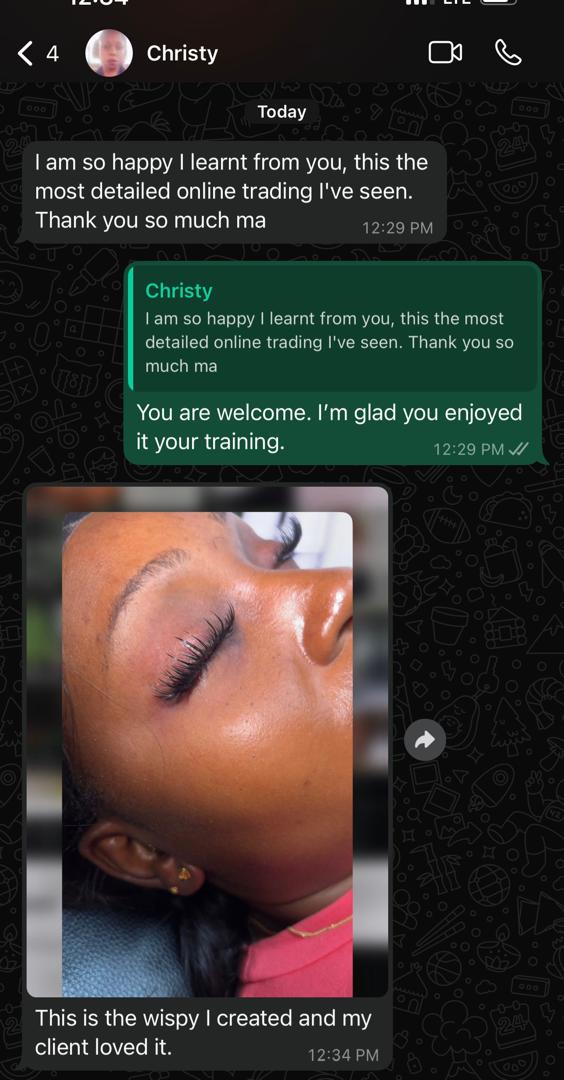 12:34
LTE
4
Christy
Today
I am so happy I learnt from you, this the
most detailed online trading I've seen.
Thank you so much ma
12:29 PM
Christy
I am so happy I learnt from you, this the most
detailed online trading I've seen. Thank you so
much ma
You are welcome. I’m glad you enjoyed
it your training.
12:29 PM
This is the wispy I created and my
client loved it.
12:34 PM